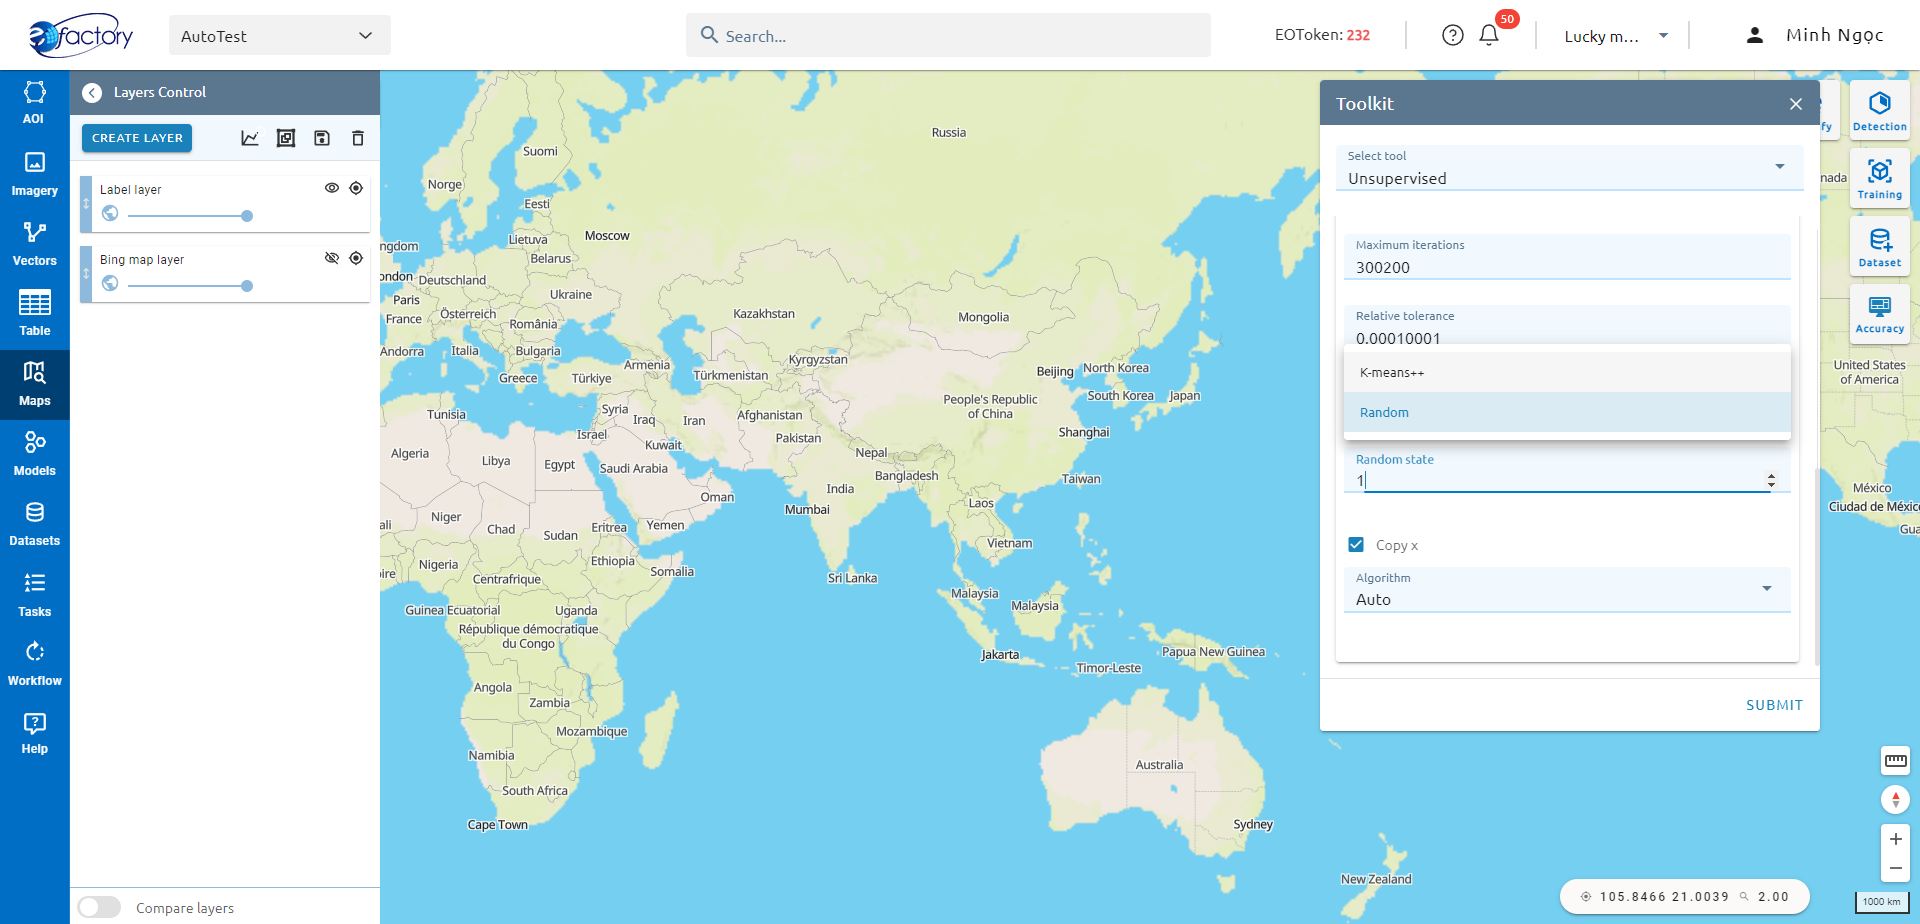 eofactory
AutoTest
Search...
EOToken: 232
50
Lucky m...
Minh Ngọc
AOI
Imagery
Vectors
Table
Maps
Models
Datasets
Tasks
Workflow
Help
Layers Control
CREATE LAYER
Label layer
Bing map layer
Compare layers
Russia
Suomi
Norge
Eesti
Lietuva
Moscow
ngdom
Belarus
ondon
Deutschland
Paris
Ukraine
France
Österreich
România
Kazakhstan
Mongolia
Andorra
Italia
Bulgaria
Kyrgyzstan
Greece
Türkiye
Armenia
Türkmenistan
Beijing
North Korea
Tunisia
Syria
Iraq
Iran
Afghanistan
People's Republic
of China
South Korea
Japan
Israel
Kuwait
Pakistan
Shanghai
Algeria
Libya
Egypt
Saudi Arabia
Nepal
Bangladesh
Taiwan
Oman
India
Mumbai
Laos
ali
Niger
Chad
Sudan
Eritrea
Yemen
Vietnam
Nigeria
Ethiopia
ire
Centrafrique
Somalia
Sri Lanka
Malaysia
Malaysia
Guinea Ecuatorial
Uganda
République démocratique
du Congo
Jakarta
Timor-Leste
Papua New Guinea
Angola
Zambia
Mozambique
Namibia
South Africa
Cape Town
Australia
Sydney
New Zealand
nada
United States
of America
México
Ciudad de México
Gua
Toolkit
Select tool
Unsupervised
Maximum iterations
300200
Relative tolerance
0.00010001
K-means++
Random
Random state
1
Copy x
Algorithm
Auto
SUBMIT
fy
Detection
Training
Dataset
Accuracy
105.8466 21.0039 2.00
1000 km